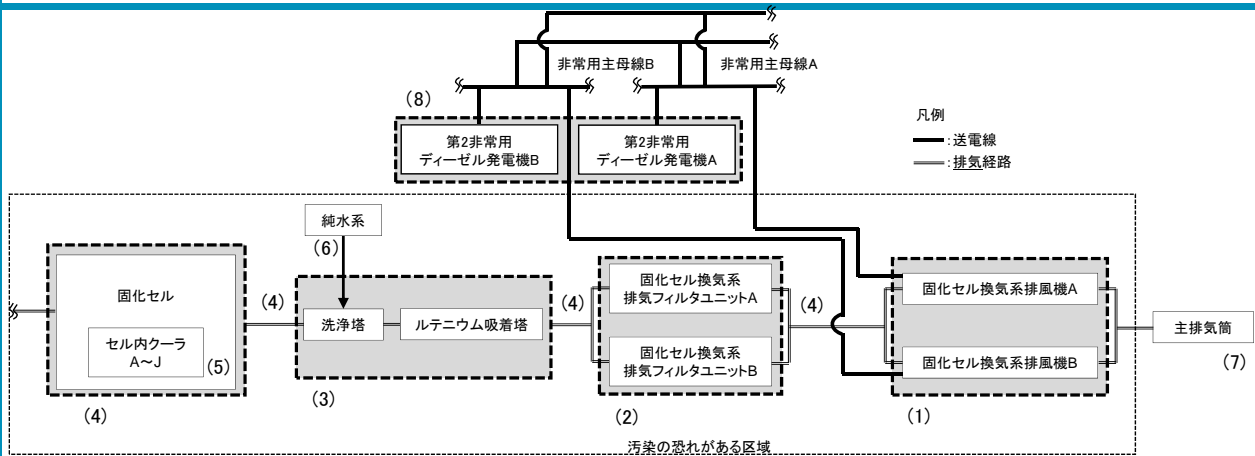 非常用主母線B
非常用主母線A
(8)
第2非常用
ディーゼル発電機B
第2非常用
ディーゼル発電機A
凡例
:送電線
:排気経路
純水系
(6)
固化セル
セル内クーラ
A～J
(5)
(4)
(4)
洗浄塔
ルテニウム吸着塔
(3)
(4)
固化セル換気系
排気フィルタユニットA
固化セル換気系
排気フィルタユニットB
(2)
(4)
固化セル換気系排風機A
固化セル換気系排風機B
(1)
主排気筒
(7)
汚染の恐れがある区域